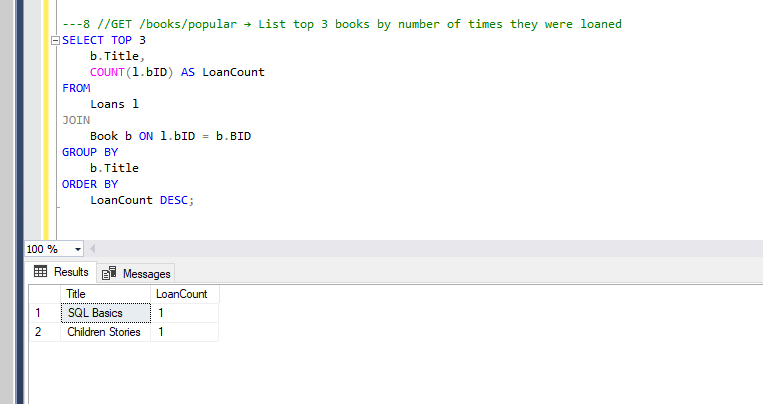 ---8 //GET /books/popular → List top 3 books by number of times they were loaned
SELECT TOP 3
b.Title,
COUNT(l.bID) AS LoanCount
FROM
Loans l
JOIN
Book b ON l.bID = b.BID
GROUP BY
b.Title
ORDER BY
LoanCount DESC;
100 %
Results Messages
Title LoanCount
1 SQL Basics 1
2 Children Stories 1